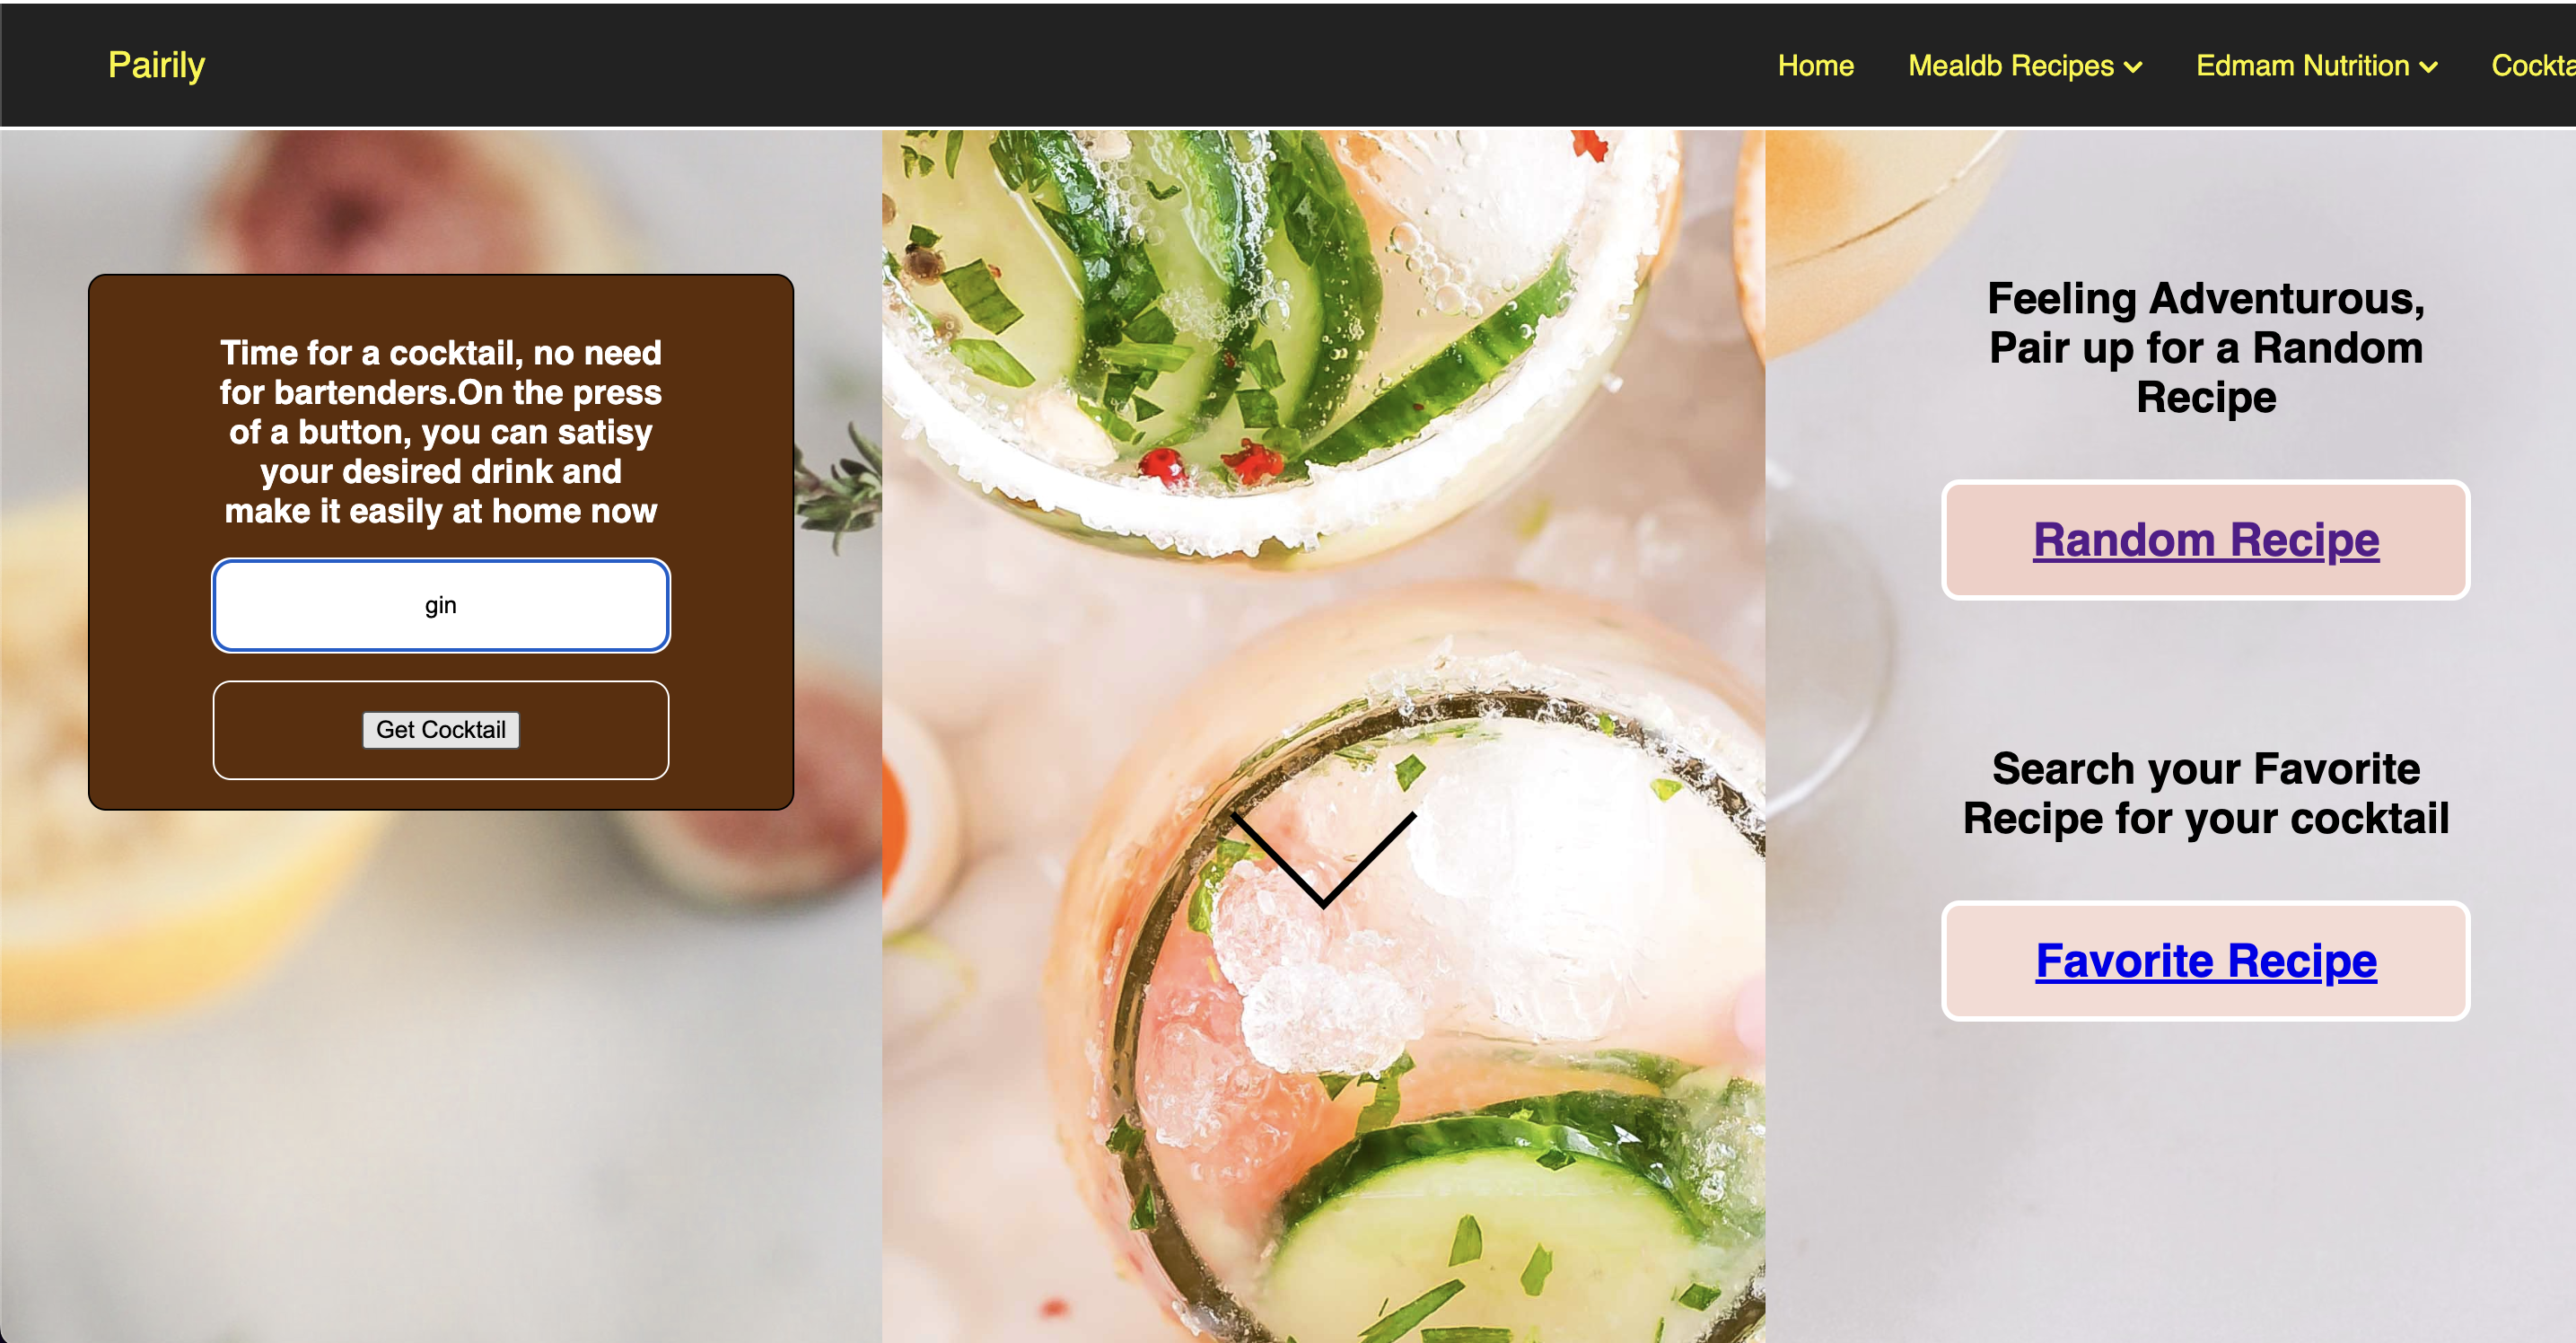 Pairily
Home Mealdb Recipes Edmam Nutrition
Time for a cocktail, no need
for bartenders.On the press
of a button, you can satisy
your desired drink and
make it easily at home now
gin
Get Cocktail
Feeling Adventurous,
Pair up for a Random
Recipe
Random Recipe
Search your Favorite
Recipe for your cocktail
Favorite Recipe